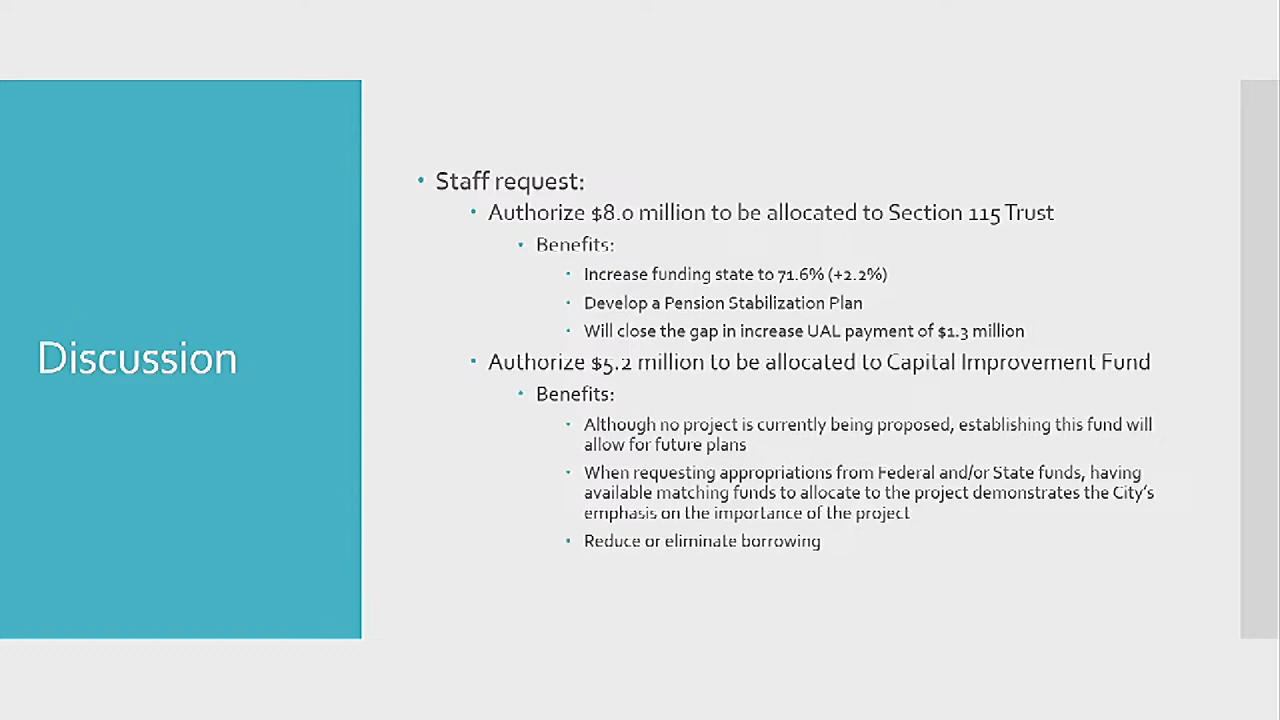 Discussion
Staff request:
Authorize $8.0 million to be allocated to Section 115 Trust
Benefits:
Increase funding state to 71.6% (+2.2%)
Develop a Pension Stabilization Plan
Will close the gap in increase UAL payment of $1.3 million
Authorize $5.2 million to be allocated to Capital Improvement Fund
Benefits:
Although no project is currently being proposed, establishing this fund will
allow for future plans
When requesting appropriations from Federal and/or State funds, having
available matching funds to allocate to the project demonstrates the City's
emphasis on the importance of the project
Reduce or eliminate borrowing